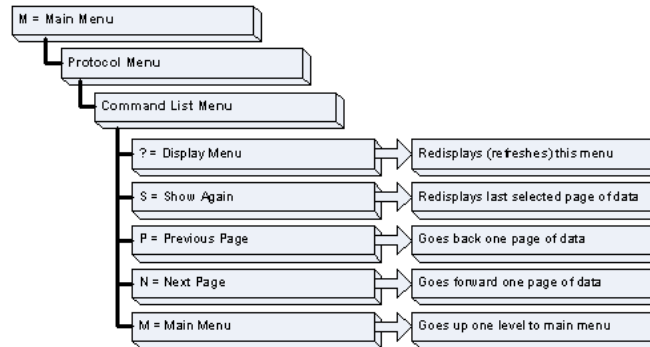 M = Main Menu
Protocol Menu
Command List Menu
? = Display Menu
Redisplays (refreshes) this menu
S = Show Again
Redisplays last selected page of data
P = Previous Page
Goes back one page of data
N = Next Page
Goes forward one page of data
M = Main Menu
Goes up one level to main menu